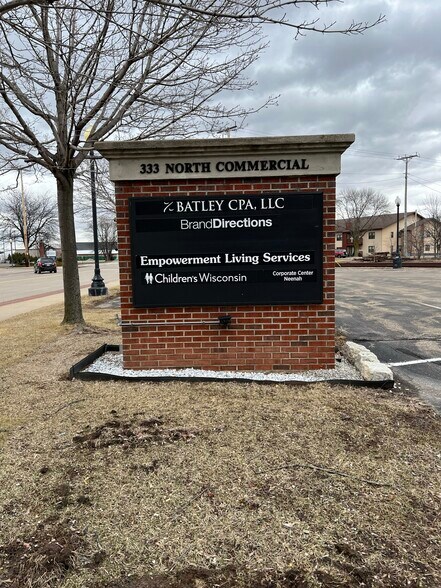 333 NORTH COMMERCIAL
BATLEY CPA, LLC
BrandDirections
Empowerment Living Services
Children's Wisconsin
Corporate Center
Neenah